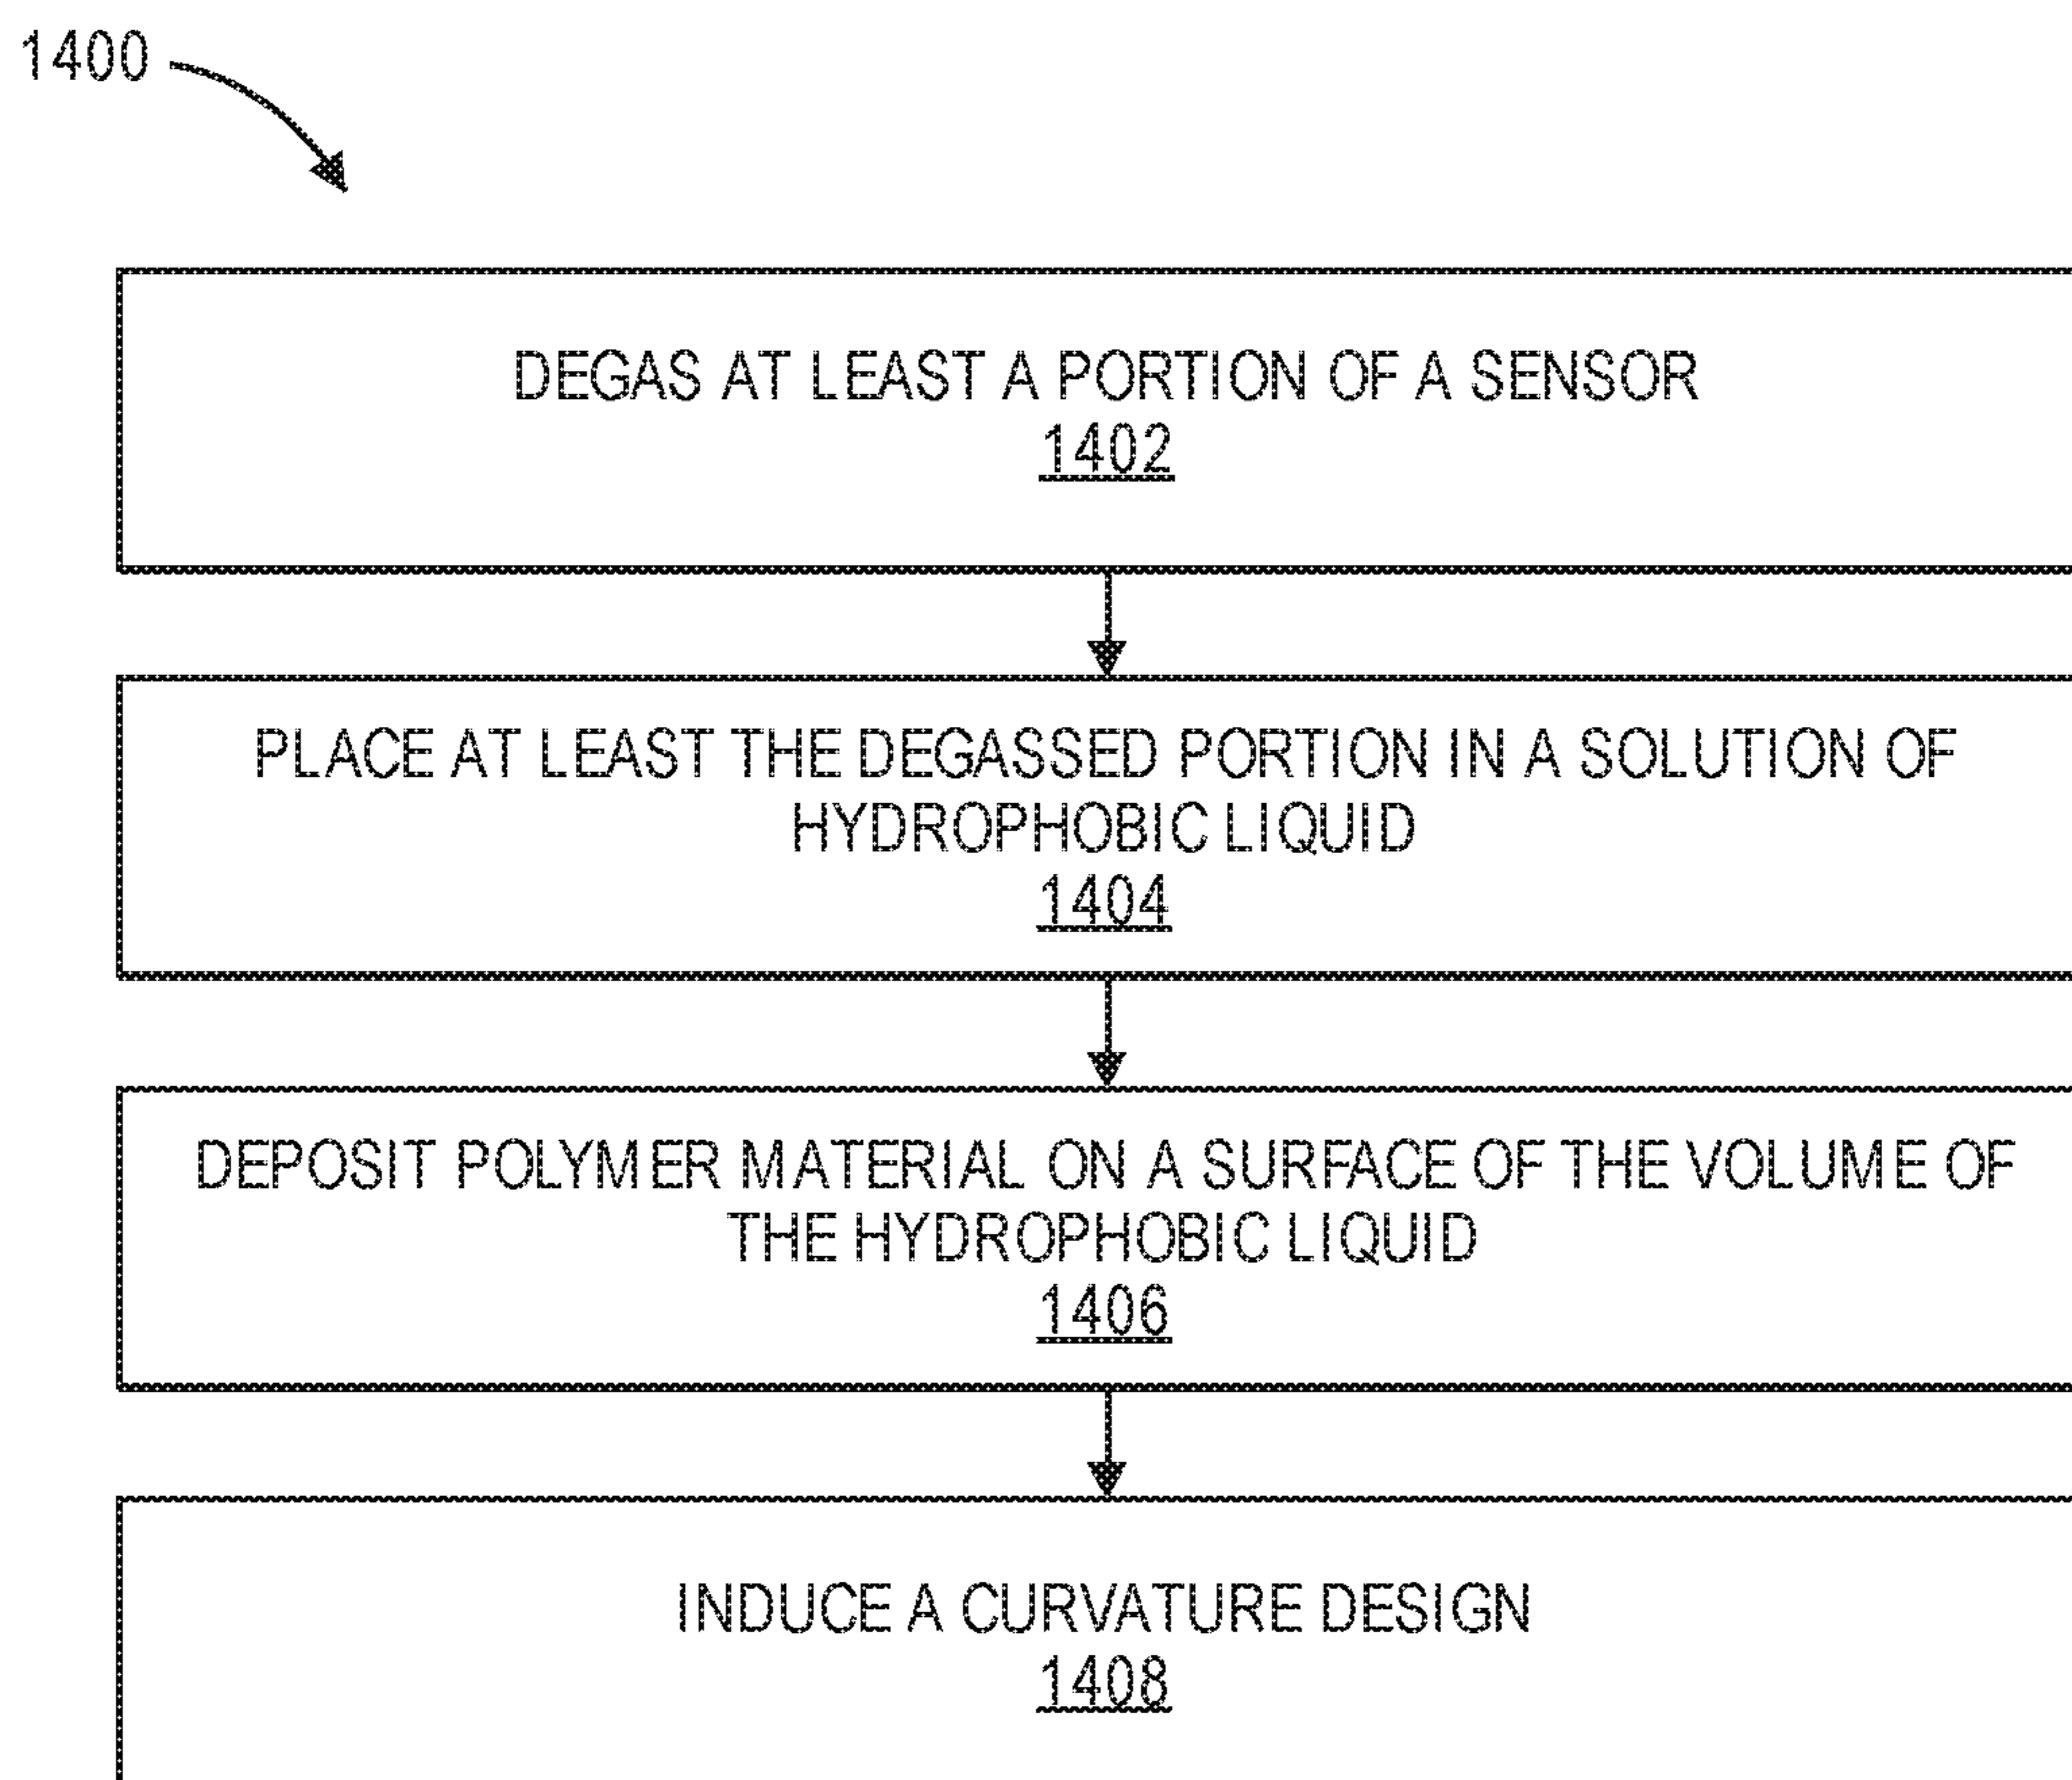 1400
DEGAS AT LEAST A PORTION OF A SENSOR
1402
PLACE AT LEAST THE DEGASSED PORTION IN A SOLUTION OF
HYDROPHOBIC LIQUID
1404
DEPOSIT POLYMER MATERIAL ON A SURFACE OF THE VOLUME OF
THE HYDROPHOBIC LIQUID
1406
INDUCE A CURVATURE DESIGN
1408